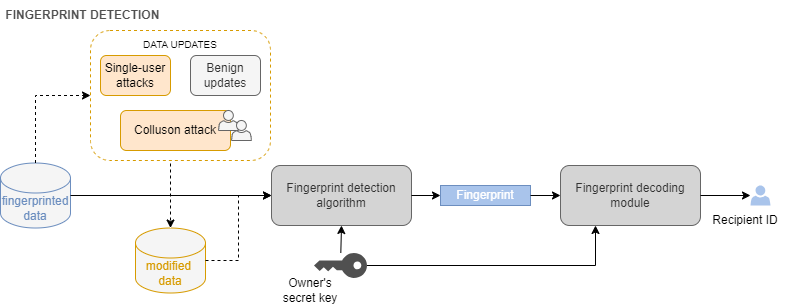 FINGERPRINT DETECTION
DATA UPDATES
Single-user
attacks
Benign
updates
Colluson attack
fingerprinted
data
Fingerprint detection
algorithm
Fingerprint
Fingerprint decoding
module
Recipient ID
modified
data
Owner's
secret key